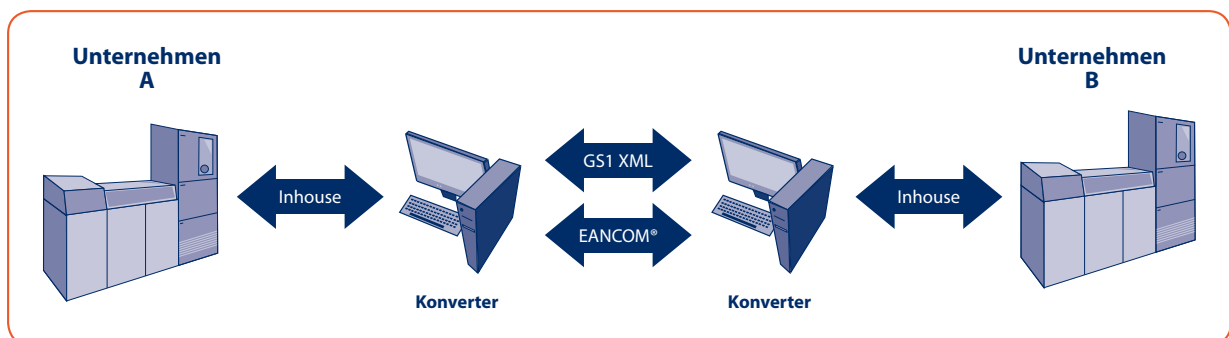 Unternehmen
A
Unternehmen
B
Inhouse
GS1 XML
Inhouse
EANCOM®
Konverter
Konverter